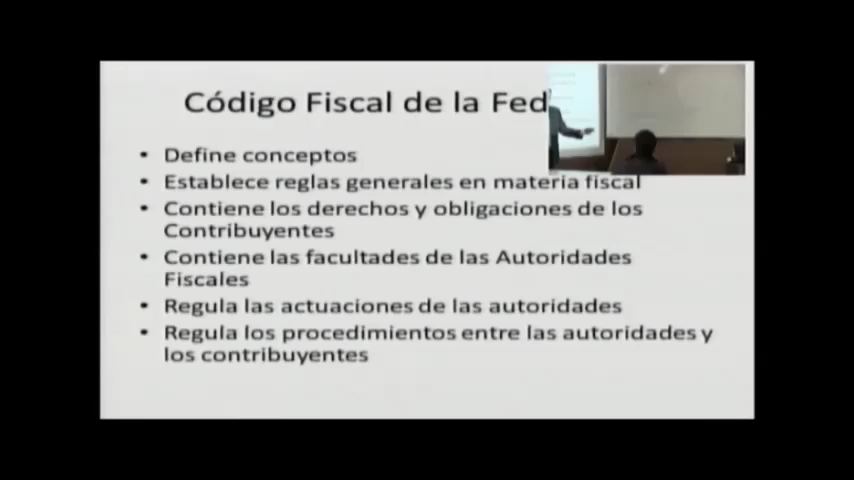 Código Fiscal de la Fed
• Define conceptos
• Establece reglas generales en materia fiscal
• Contiene los derechos y obligaciones de los
Contribuyentes
• Contiene las facultades de las Autoridades
Fiscales
• Regula las actuaciones de las autoridades
• Regula los procedimientos entre las autoridades y
los contribuyentes